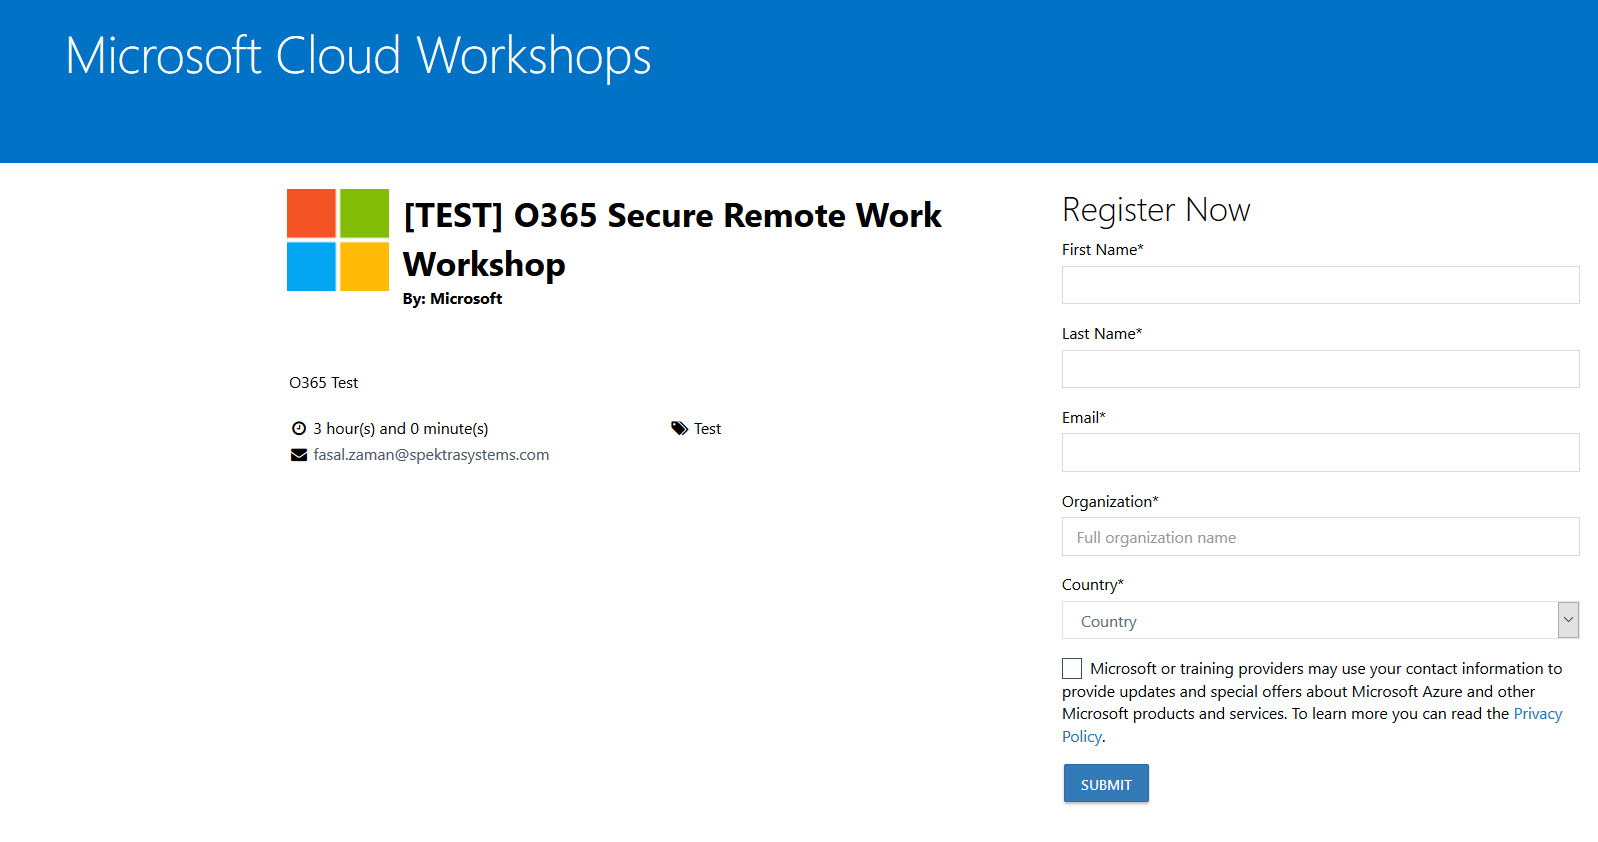 Microsoft Cloud Workshops
[TEST] O365 Secure Remote Work
Workshop
By: Microsoft
O365 Test
3 hour(s) and 0 minute(s)
Test
fasal.zaman@spektrasystems.com
Register Now
First Name*
Last Name*
Email*
Organization*
Full organization name
Country*
Country
Microsoft or training providers may use your contact information to
provide updates and special offers about Microsoft Azure and other
Microsoft products and services. To learn more you can read the Privacy
Policy.
SUBMIT